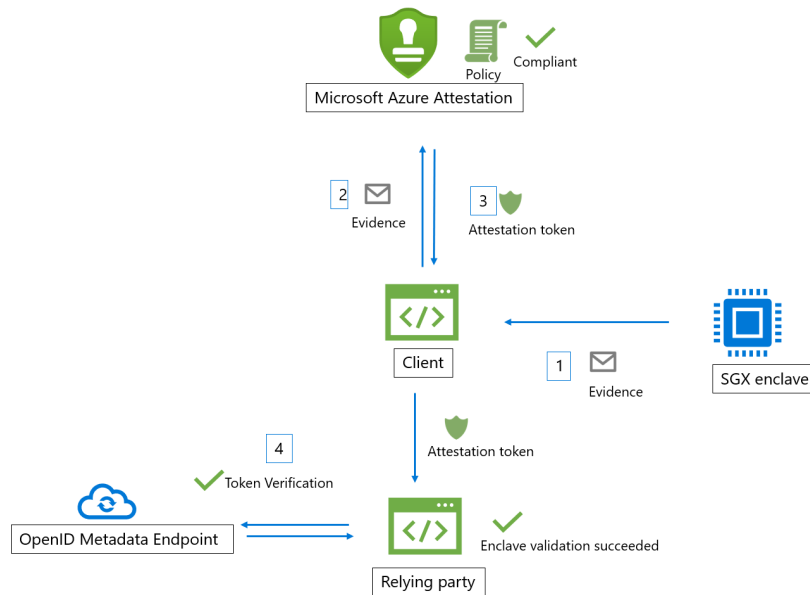 Policy
Compliant
Microsoft Azure Attestation
2
Evidence
3
Attestation token
Client
1
Evidence
SGX enclave
Attestation token
4
Token Verification
OpenID Metadata Endpoint
Enclave validation succeeded
Relying party